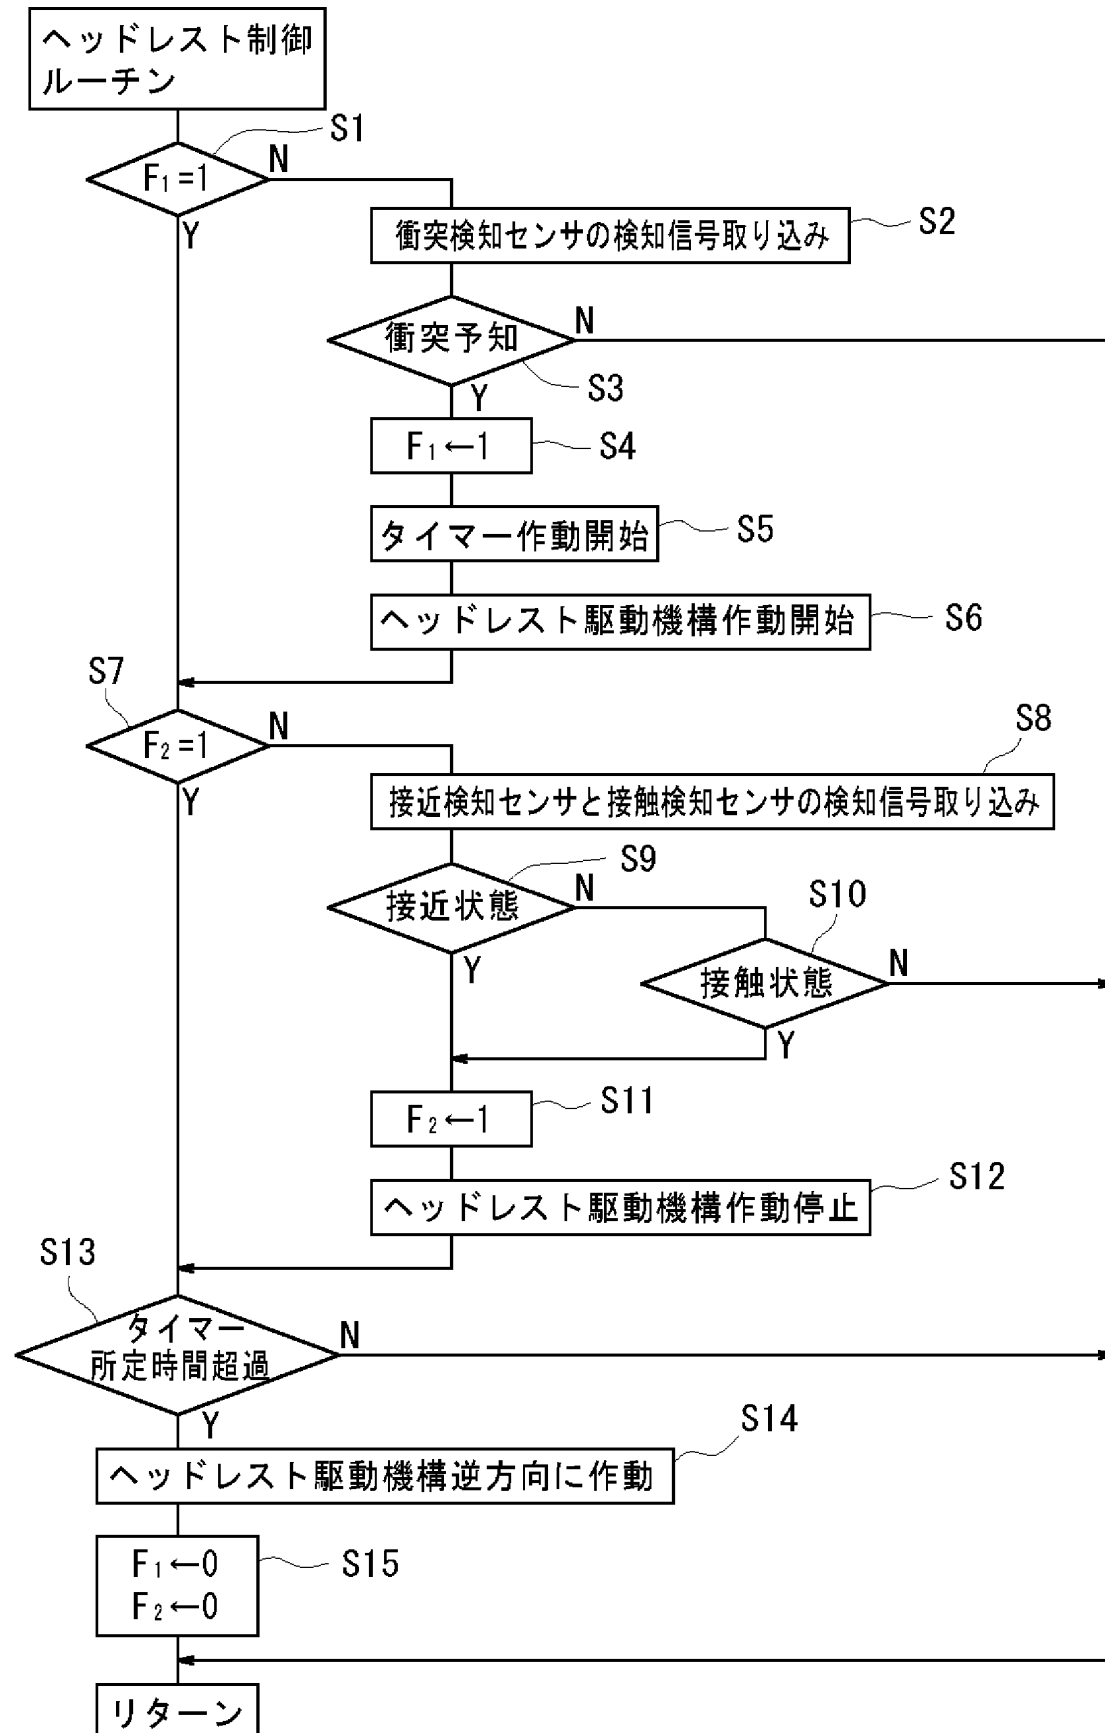 ヘッドレスト制御
ルーチン
S1
F₁=1
N
Y
衝突検知センサの検知信号取り込み
S2
衝突予知
N
S3
Y
F₁←1
S4
タイマー作動開始
S5
ヘッドレスト駆動機構作動開始
S6
S7
F₂=1
N
Y
S8
接近検知センサと接触検知センサの検知信号取り込み
S9
接近状態
N
Y
S10
接触状態
N
Y
F₂←1
S11
ヘッドレスト駆動機構作動停止
S12
S13
タイマー
所定時間超過
N
Y
S14
ヘッドレスト駆動機構逆方向に作動
F₁←0
F₂←0
S15
リターン